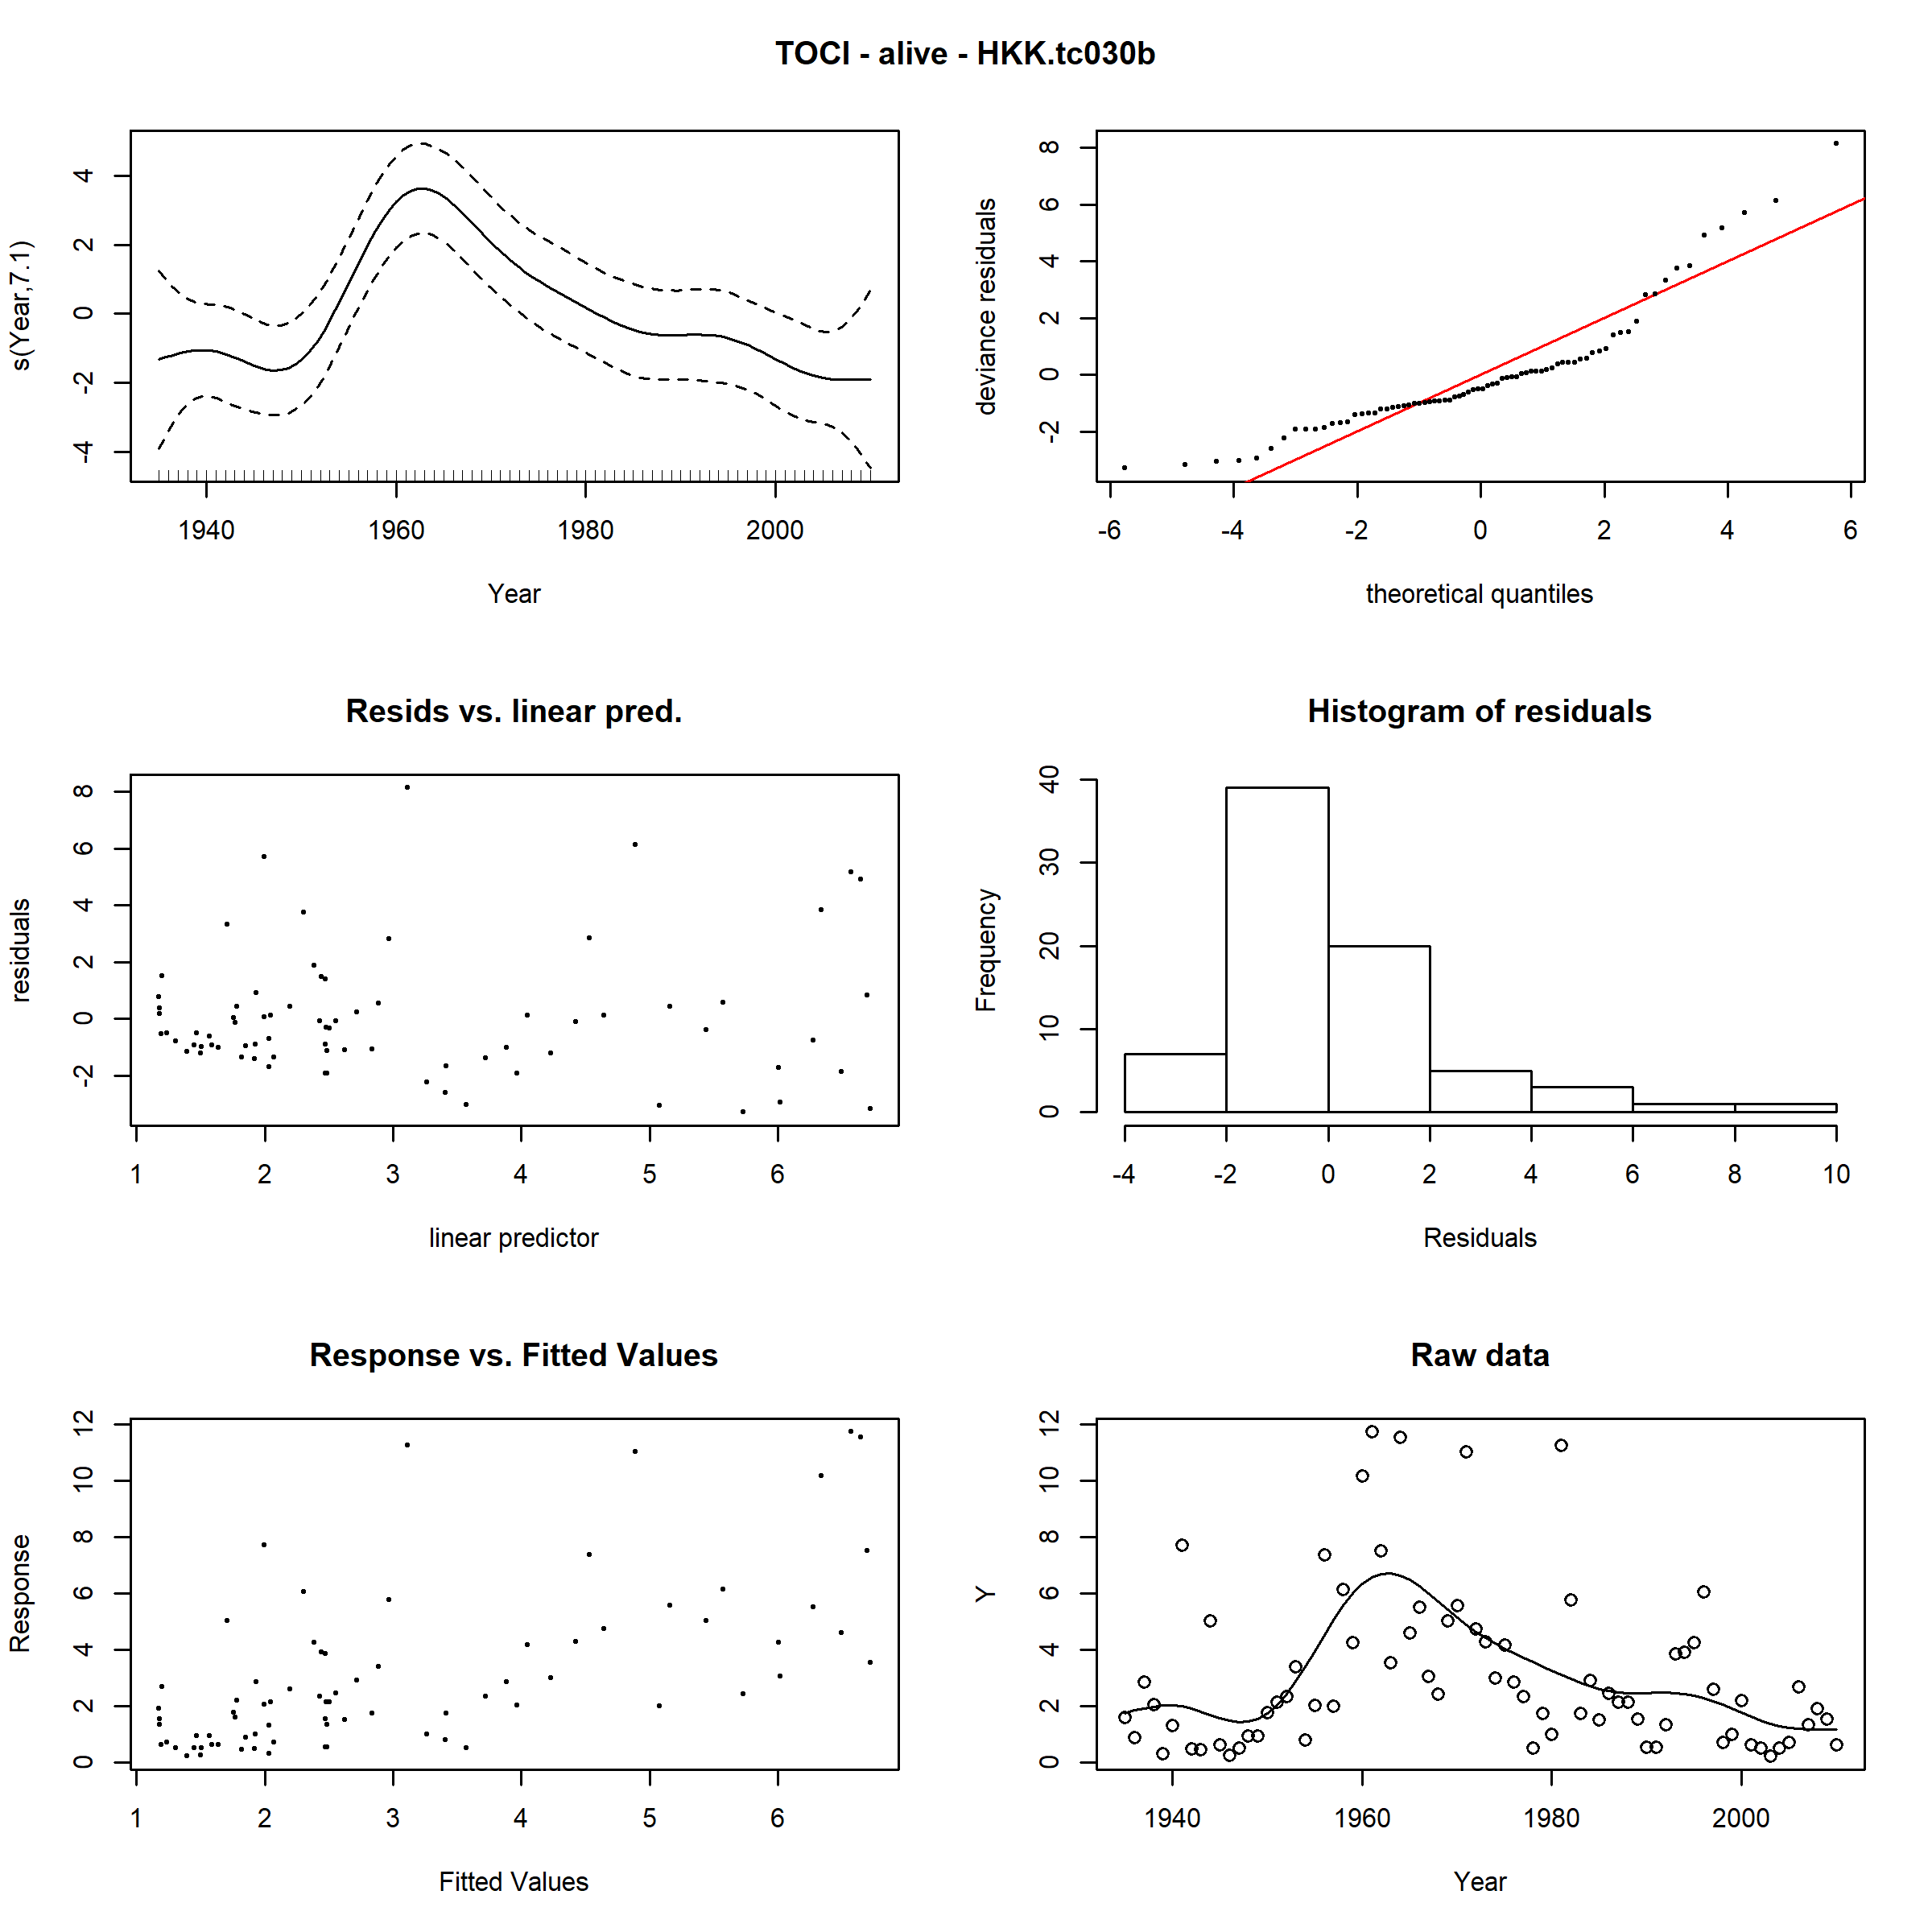 TOCI - alive - HKK.tc030b
s(Year,7.1)
4
2
0
-2
-4
1940 1960 1980 2000
Year
deviance residuals
8
6
4
2
0
-2
-6 -4 -2 0 2 4 6
theoretical quantiles
Resids vs. linear pred.
residuals
8
6
4
2
0
-2
1 2 3 4 5 6
linear predictor
Histogram of residuals
Frequency
40
30
20
10
0
-4 -2 0 2 4 6 8 10
Residuals
Response vs. Fitted Values
Response
12
10
8
6
4
2
0
1 2 3 4 5 6
Fitted Values
Raw data
Y
12
10
8
6
4
2
0
1940 1960 1980 2000
Year